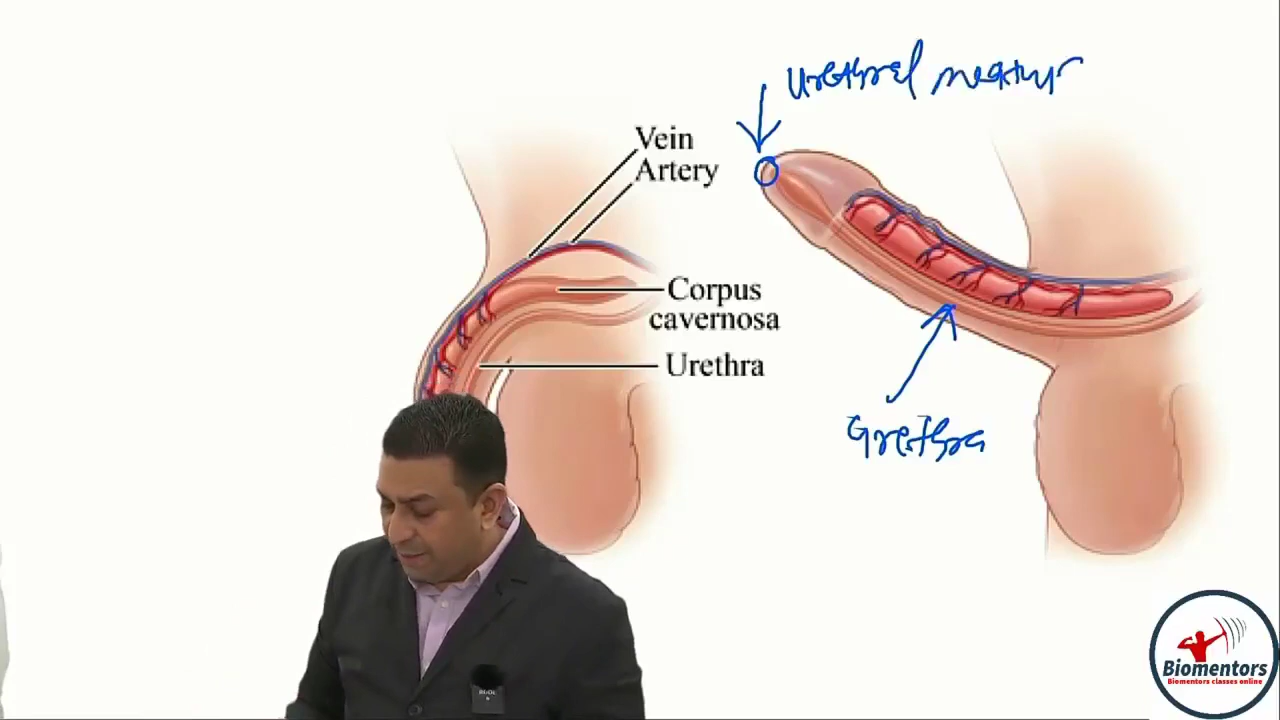 Urethral meatus
Vein
Artery
Corpus
cavernosa
Urethra
Urethra
Biomentors
Biomentors classes online